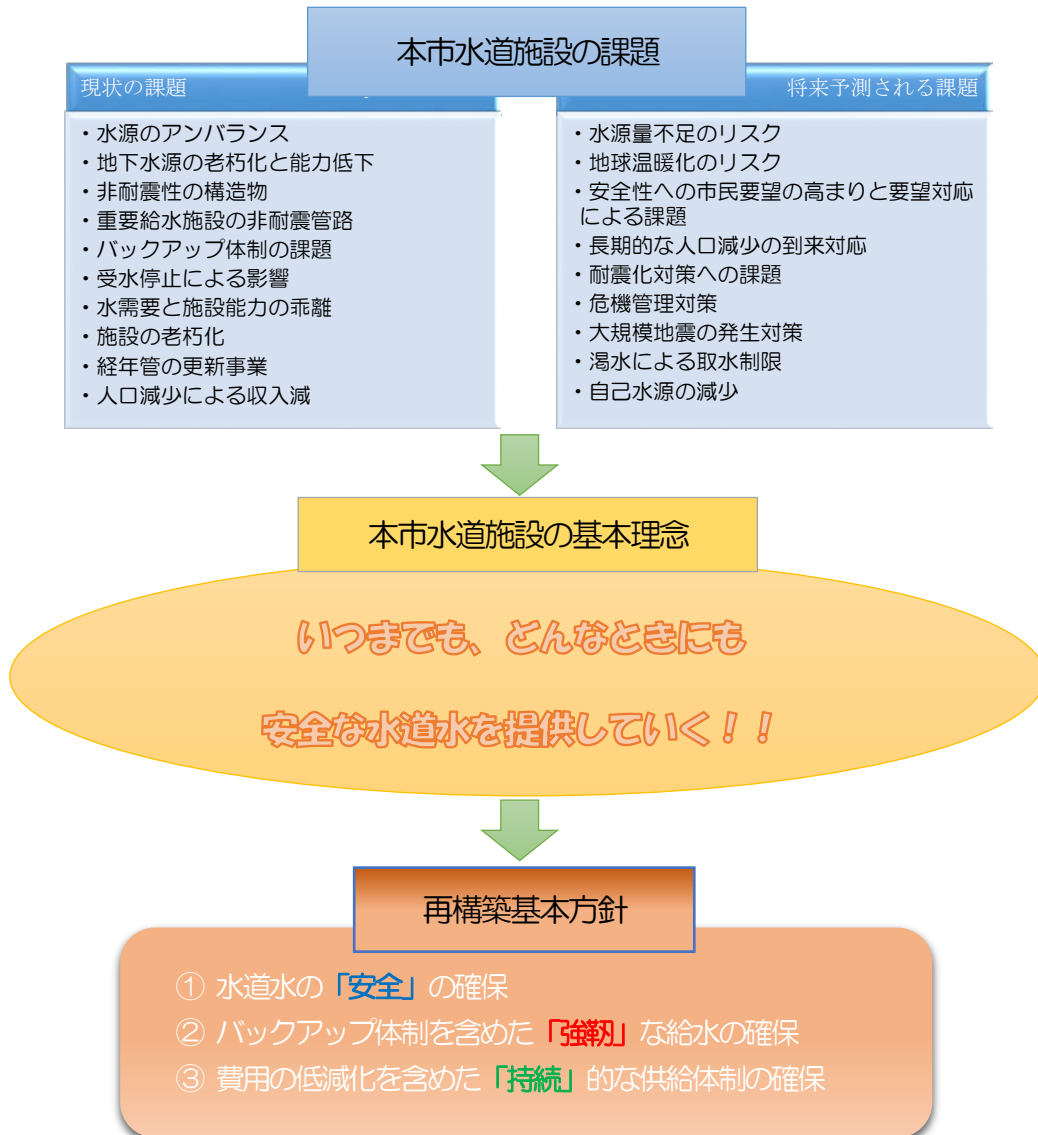 本市水道施設の課題
現状の課題
・水源のアンバランス
・地下水源の老朽化と能力低下
・非耐震性の構造物
・重要給水施設の非耐震管路
・バックアップ体制の課題
・受水停止による影響
・水需要と施設能力の乖離
・施設の老朽化
・経年管の更新事業
・人口減少による収入減
将来予測される課題
・水源量不足のリスク
・地球温暖化のリスク
・安全性への市民要望の高まりと要望対応
による課題
・長期的な人口減少の到来対応
・耐震化対策への課題
・危機管理対策
・大規模地震の発生対策
・渇水による取水制限
・自己水源の減少
本市水道施設の基本理念
いつまでも、どんなときにも
安全な水道水を提供していく！！
再構築基本方針
① 水道水の「安全」の確保
② バックアップ体制を含めた「強靭」な給水の確保
③ 費用の低減化を含めた「持続」的な供給体制の確保